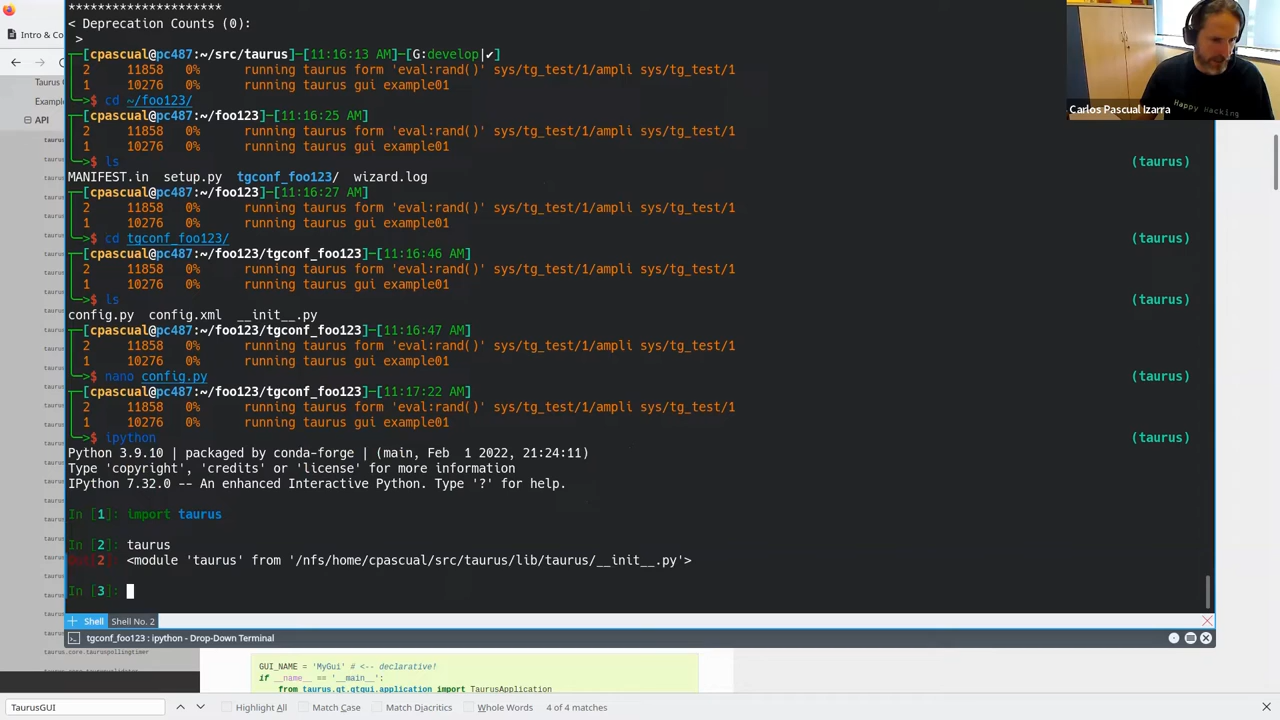 *********************
< Deprecation Counts (0):
>
[cpascual@pc487:~/src/taurus]-[11:16:13 AM]-[G:develop|✔]
2 11858 0% running taurus form 'eval:rand()' sys/tg_test/1/ampli sys/tg_test/1
1 10276 0% running taurus gui example01
$ cd ~/foo123/
[cpascual@pc487:~/foo123]-[11:16:25 AM]
2 11858 0% running taurus form 'eval:rand()' sys/tg_test/1/ampli sys/tg_test/1
1 10276 0% running taurus gui example01
$ ls (taurus)
MANIFEST.in setup.py tgconf_foo123/ wizard.log
[cpascual@pc487:~/foo123]-[11:16:27 AM]
2 11858 0% running taurus form 'eval:rand()' sys/tg_test/1/ampli sys/tg_test/1
1 10276 0% running taurus gui example01
$ cd tgconf_foo123/ (taurus)
[cpascual@pc487:~/foo123/tgconf_foo123]-[11:16:46 AM]
2 11858 0% running taurus form 'eval:rand()' sys/tg_test/1/ampli sys/tg_test/1
1 10276 0% running taurus gui example01
$ ls (taurus)
config.py config.xml __init__.py
[cpascual@pc487:~/foo123/tgconf_foo123]-[11:16:47 AM]
2 11858 0% running taurus form 'eval:rand()' sys/tg_test/1/ampli sys/tg_test/1
1 10276 0% running taurus gui example01
$ nano config.py (taurus)
[cpascual@pc487:~/foo123/tgconf_foo123]-[11:17:22 AM]
2 11858 0% running taurus form 'eval:rand()' sys/tg_test/1/ampli sys/tg_test/1
1 10276 0% running taurus gui example01
$ ipython (taurus)
Python 3.9.10 | packaged by conda-forge | (main, Feb 1 2022, 21:24:11)
Type 'copyright', 'credits' or 'license' for more information
IPython 7.32.0 -- An enhanced Interactive Python. Type '?' for help.
In [1]: import taurus
In [2]: taurus
Out[2]: <module 'taurus' from '/nfs/home/cpascual/src/taurus/lib/taurus/__init__.py'>
In [3]:
Shell Shell No. 2
tgconf_foo123 : ipython - Drop-Down Terminal
Carlos Pascual Izarra
Happy Hacking
Intro & Co
Taurus
Example
API
taurus.core.tauruspollingtimer
GUI_NAME = 'MyGui' # <-- declarative!
if __name__ == '__main__':
from taurus.qt.qtgui.application import TaurusApplication
TaurusGUI Highlight All Match Case Match Diacritics Whole Words 4 of 4 matches